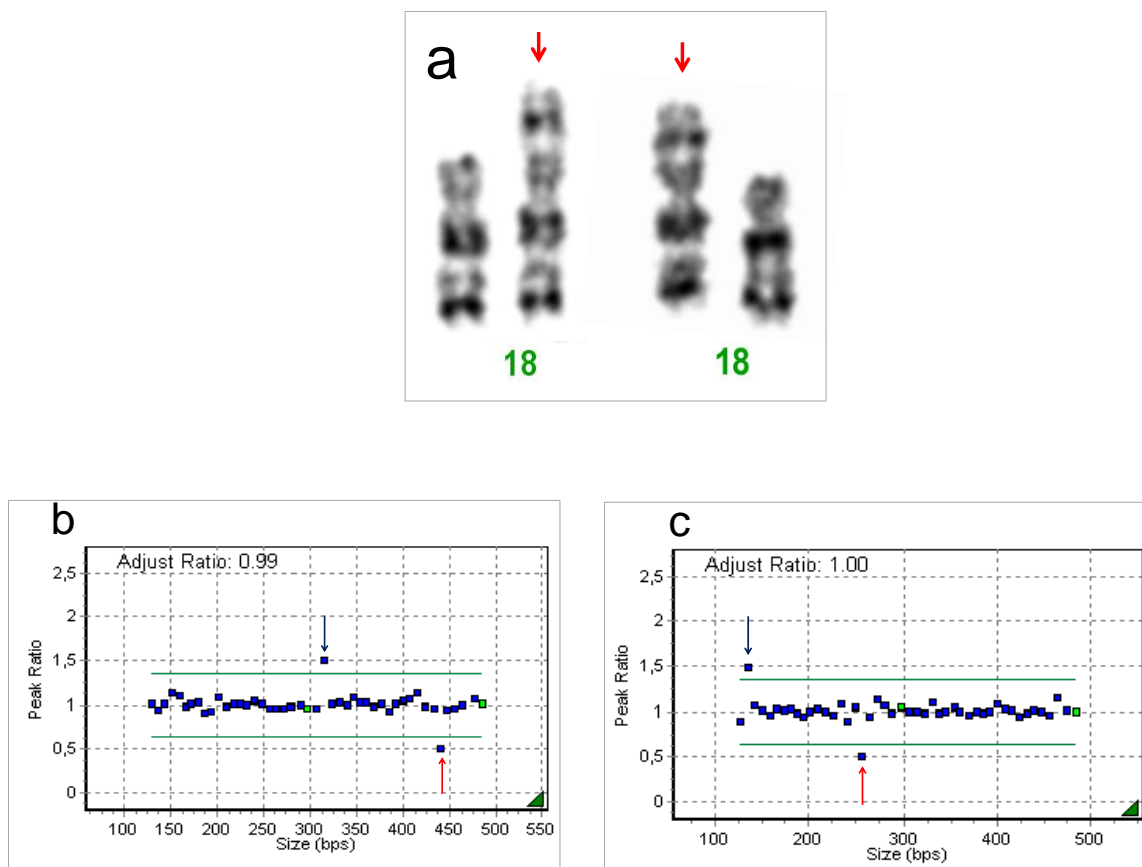 a
18 18
b
Adjust Ratio: 0.99
2,5
2
1,5
1
0,5
0
Peak Ratio
100 150 200 250 300 350 400 450 500 550
Size (bps)
c
Adjust Ratio: 1.00
2,5
2
1,5
1
0,5
0
Peak Ratio
100 200 300 400 500
Size (bps)